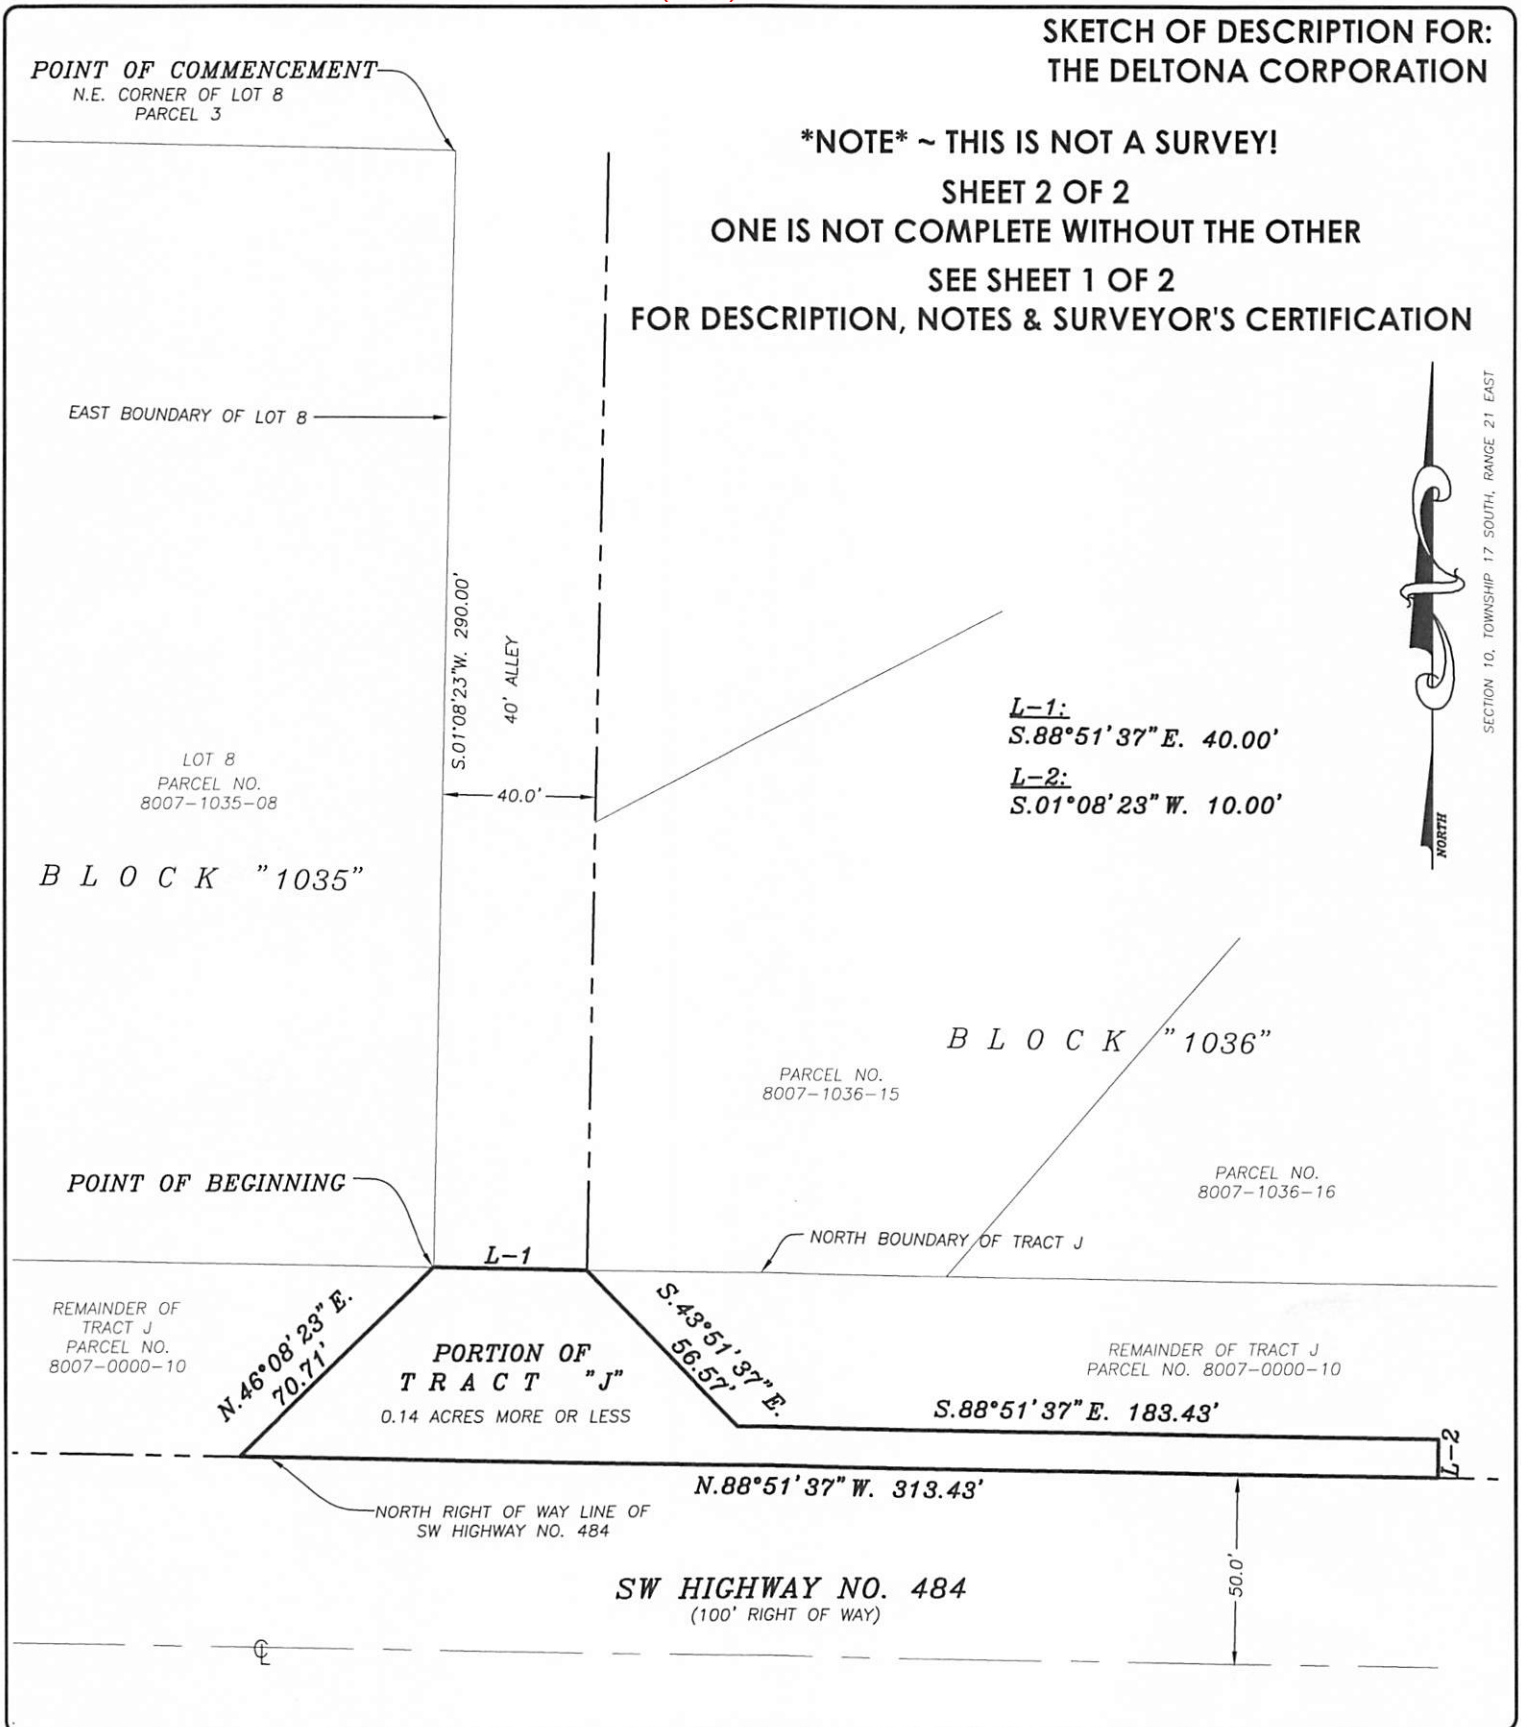 SKETCH OF DESCRIPTION FOR:
THE DELTONA CORPORATION
POINT OF COMMENCEMENT
N.E. CORNER OF LOT 8
PARCEL 3
*NOTE* ~ THIS IS NOT A SURVEY!
SHEET 2 OF 2
ONE IS NOT COMPLETE WITHOUT THE OTHER
SEE SHEET 1 OF 2
FOR DESCRIPTION, NOTES & SURVEYOR'S CERTIFICATION
SECTION 10, TOWNSHIP 17 SOUTH, RANGE 21 EAST
EAST BOUNDARY OF LOT 8
S.01°08'23"W. 290.00'
40' ALLEY
L-1:
S.88°51'37"E. 40.00'
L-2:
S.01°08'23"W. 10.00'
LOT 8
PARCEL NO.
8007-1035-08
40.0'
NORTH
BLOCK "1035"
BLOCK "1036"
PARCEL NO.
8007-1036-15
PARCEL NO.
8007-1036-16
POINT OF BEGINNING
NORTH BOUNDARY OF TRACT J
L-1
REMAINDER OF
TRACT J
PARCEL NO.
8007-0000-10
N.46°08'23"E.
70.71'
PORTION OF
TRACT "J"
0.14 ACRES MORE OR LESS
S.43°51'37"E.
56.57'
REMAINDER OF TRACT J
PARCEL NO. 8007-0000-10
S.88°51'37"E. 183.43'
L-2
N.88°51'37"W. 313.43'
NORTH RIGHT OF WAY LINE OF
SW HIGHWAY NO. 484
SW HIGHWAY NO. 484
(100' RIGHT OF WAY)
50.0'
℄